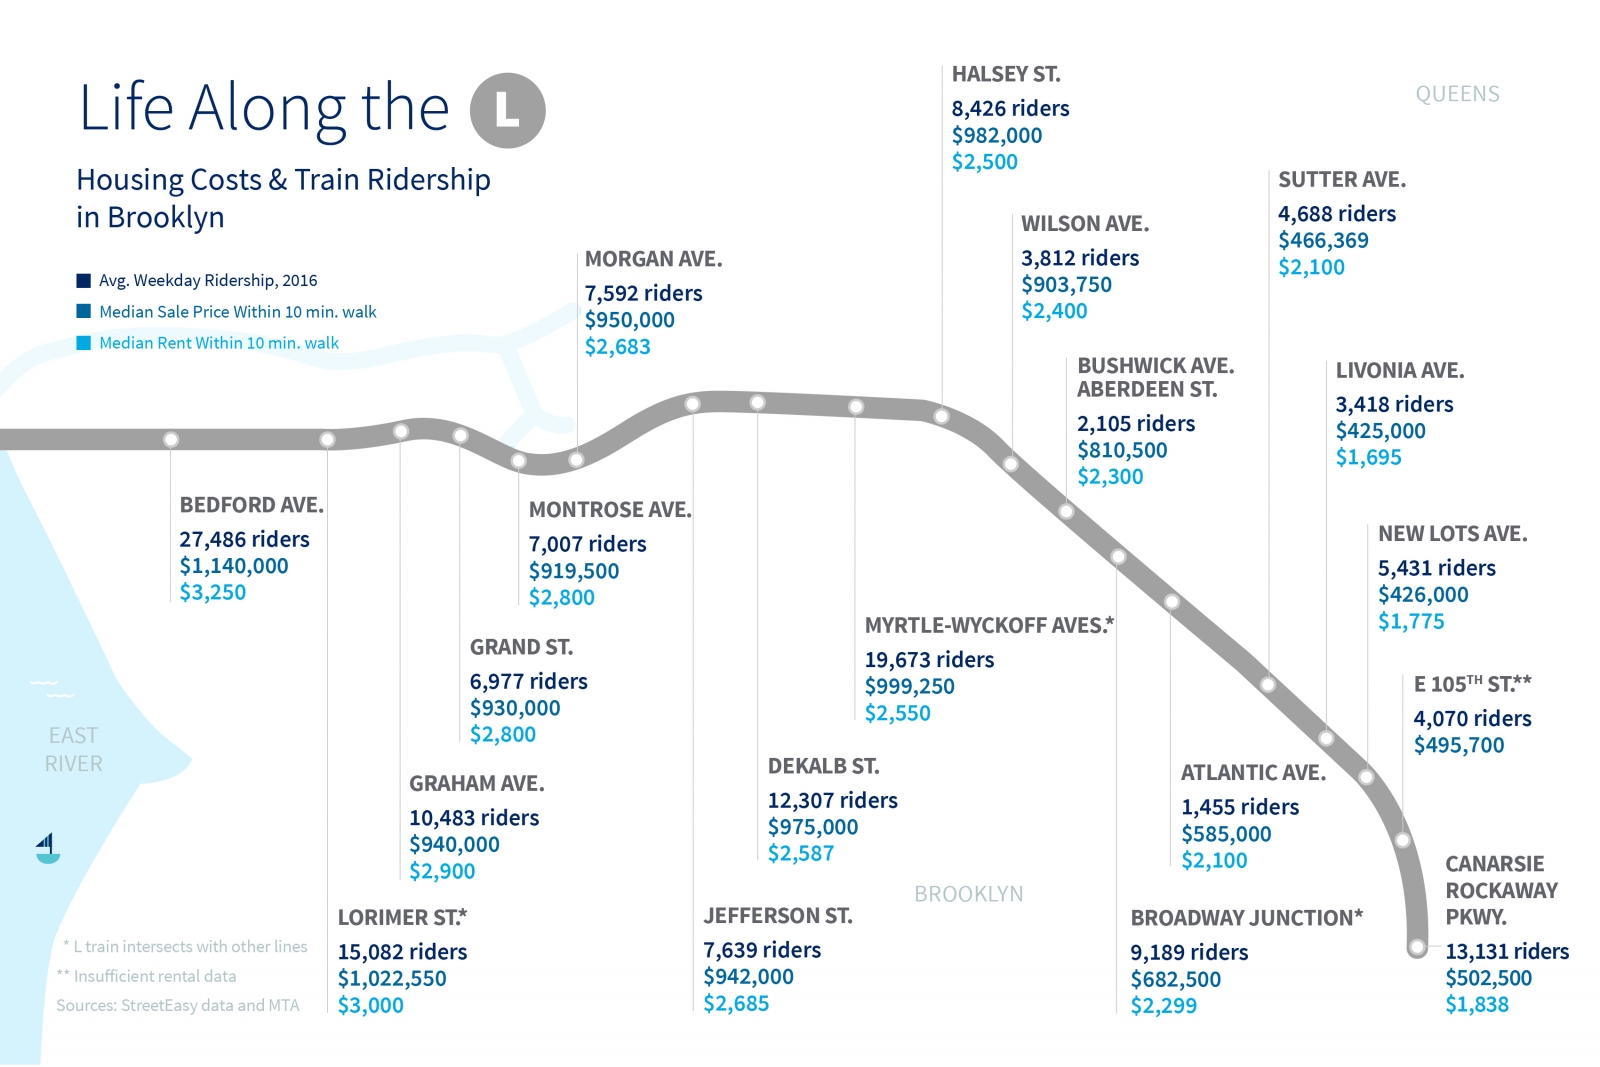 Life Along the L
Housing Costs & Train Ridership
in Brooklyn
Avg. Weekday Ridership, 2016
Median Sale Price Within 10 min. walk
Median Rent Within 10 min. walk
QUEENS
HALSEY ST.
8,426 riders
$982,000
$2,500
SUTTER AVE.
4,688 riders
$466,369
$2,100
WILSON AVE.
3,812 riders
$903,750
$2,400
MORGAN AVE.
7,592 riders
$950,000
$2,683
BUSHWICK AVE.
ABERDEEN ST.
2,105 riders
$810,500
$2,300
LIVONIA AVE.
3,418 riders
$425,000
$1,695
BEDFORD AVE.
27,486 riders
$1,140,000
$3,250
MONTROSE AVE.
7,007 riders
$919,500
$2,800
NEW LOTS AVE.
5,431 riders
$426,000
$1,775
MYRTLE-WYCKOFF AVES.*
19,673 riders
$999,250
$2,550
GRAND ST.
6,977 riders
$930,000
$2,800
E 105TH ST.**
4,070 riders
$495,700
EAST
RIVER
GRAHAM AVE.
10,483 riders
$940,000
$2,900
DEKALB ST.
12,307 riders
$975,000
$2,587
ATLANTIC AVE.
1,455 riders
$585,000
$2,100
BROOKLYN
CANARSIE
ROCKAWAY
PKWY.
13,131 riders
$502,500
$1,838
LORIMER ST.*
15,082 riders
$1,022,550
$3,000
JEFFERSON ST.
7,639 riders
$942,000
$2,685
BROADWAY JUNCTION*
9,189 riders
$682,500
$2,299
* L train intersects with other lines
** Insufficient rental data
Sources: StreetEasy data and MTA